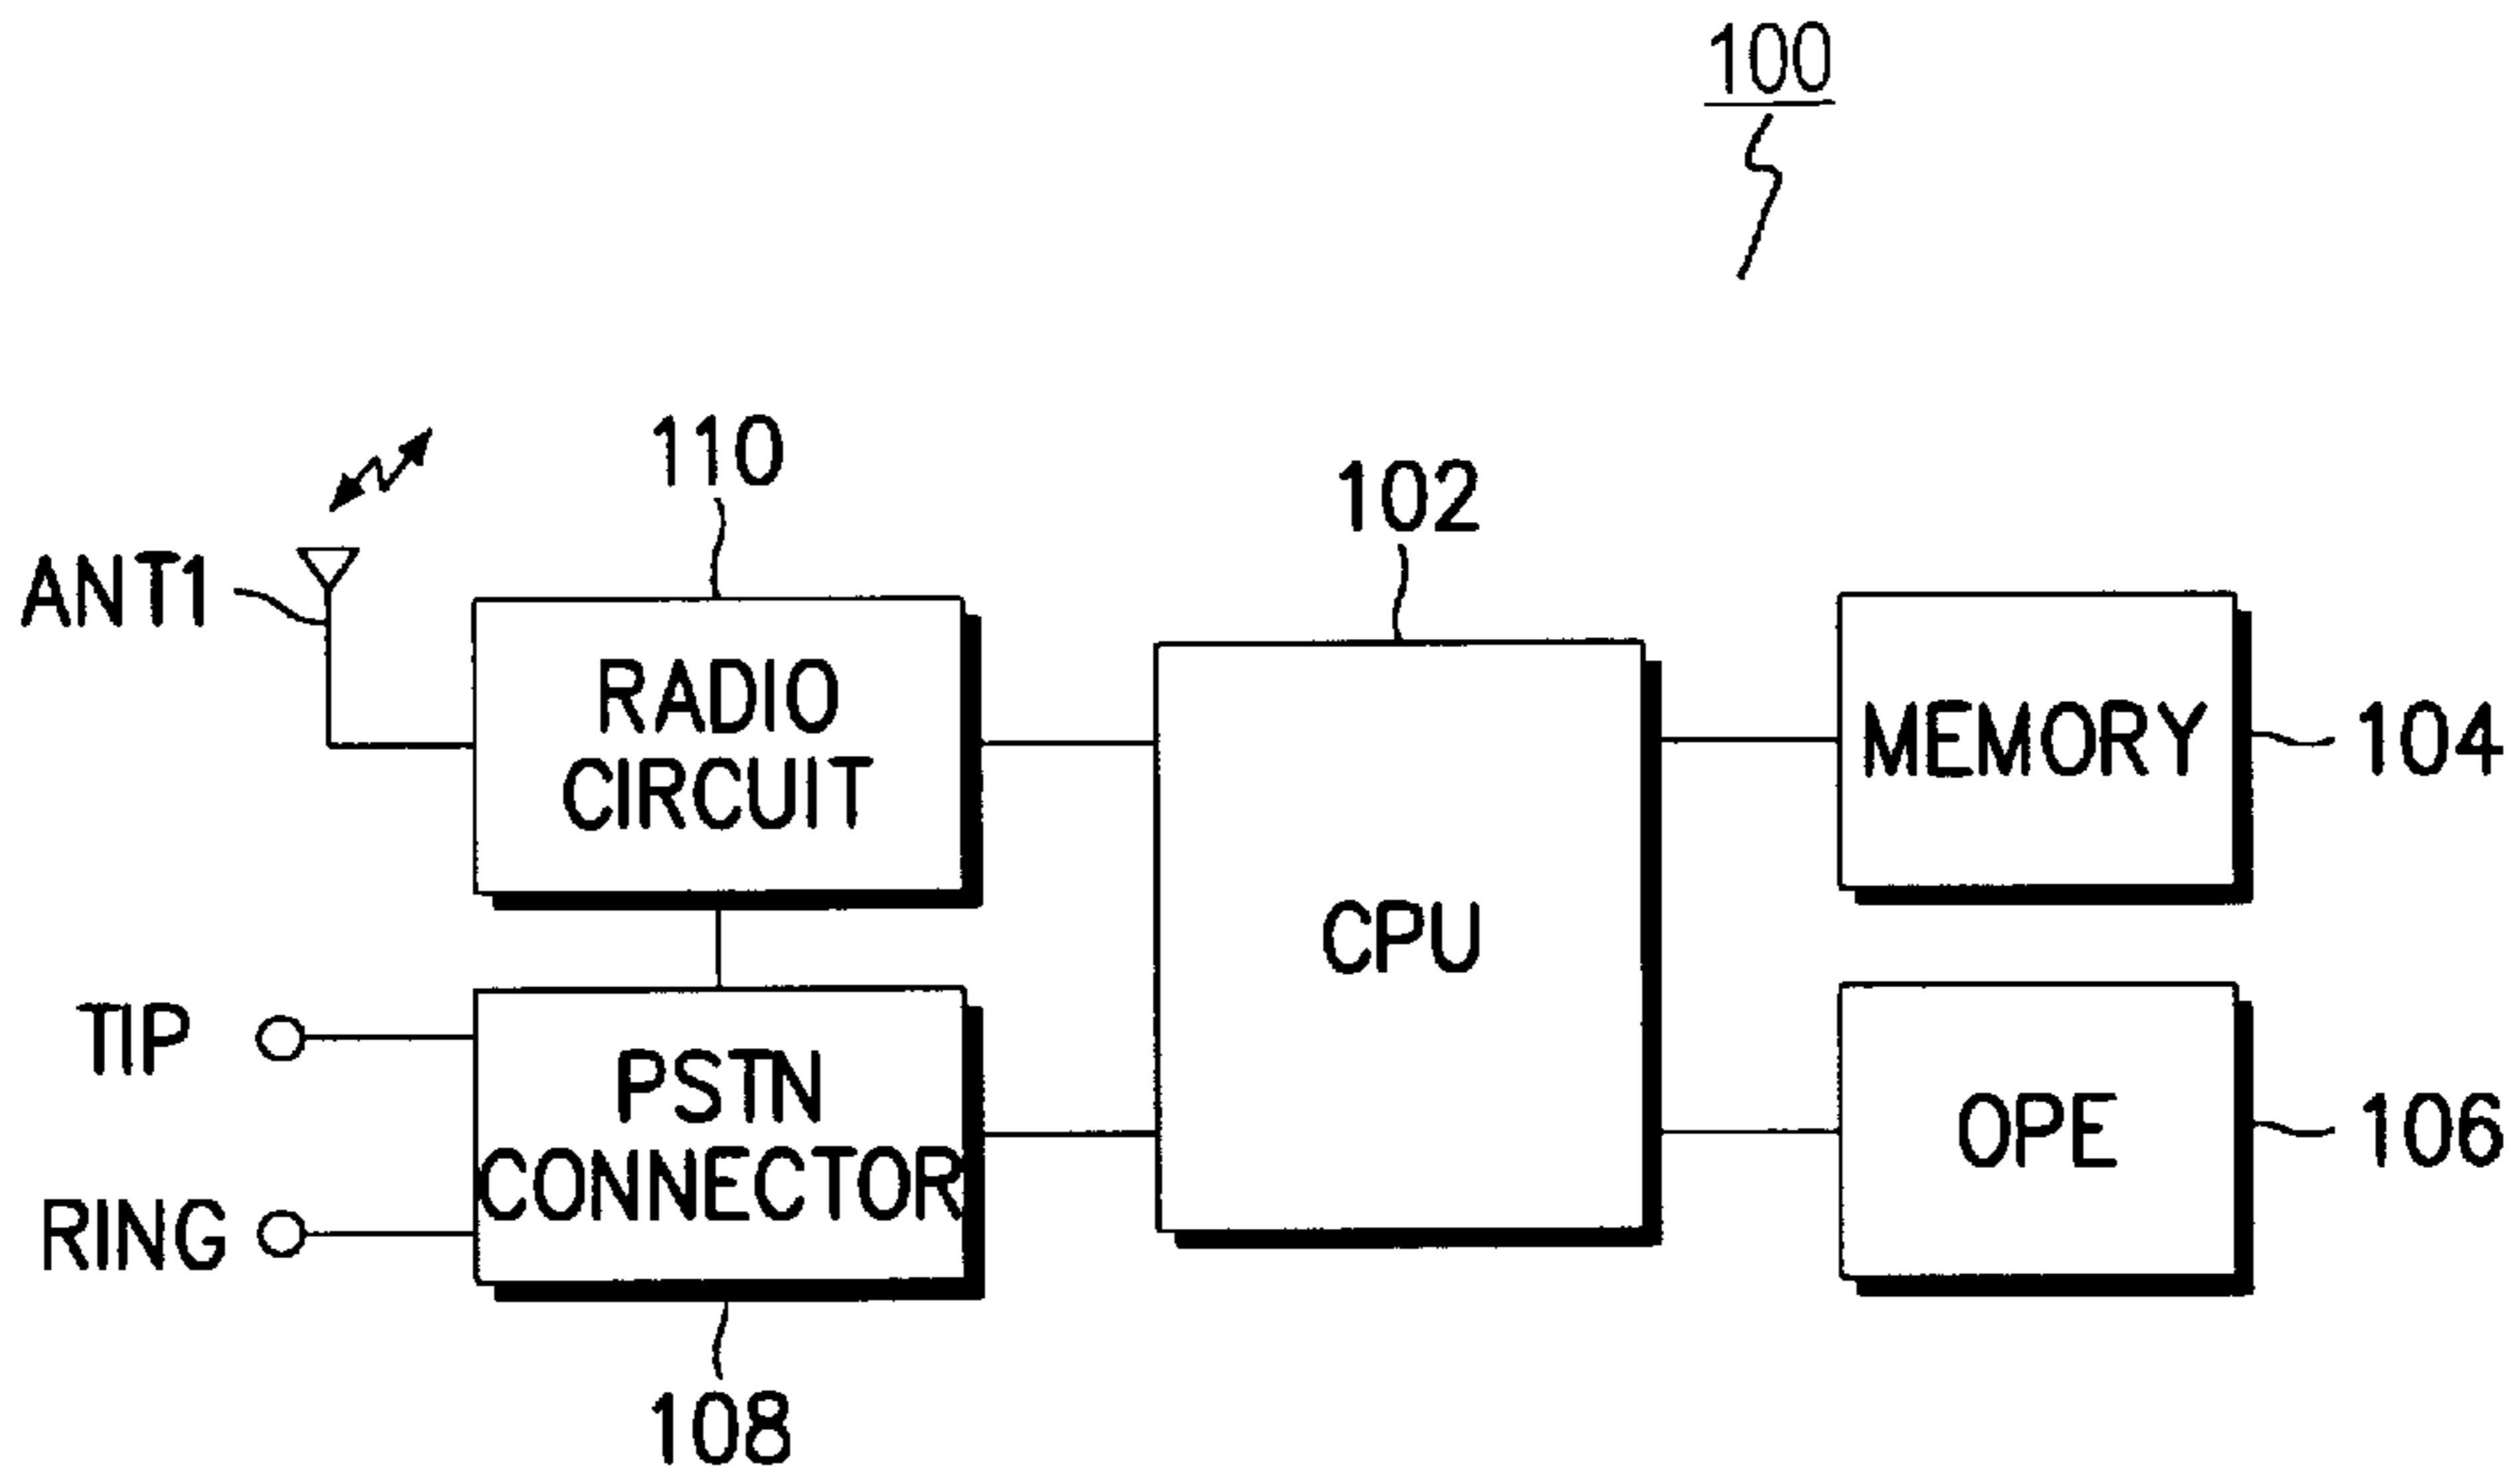 100
110
102
ANT1
RADIO
CIRCUIT
MEMORY
104
CPU
TIP
PSTN
CONNECTOR
OPE
106
RING
108